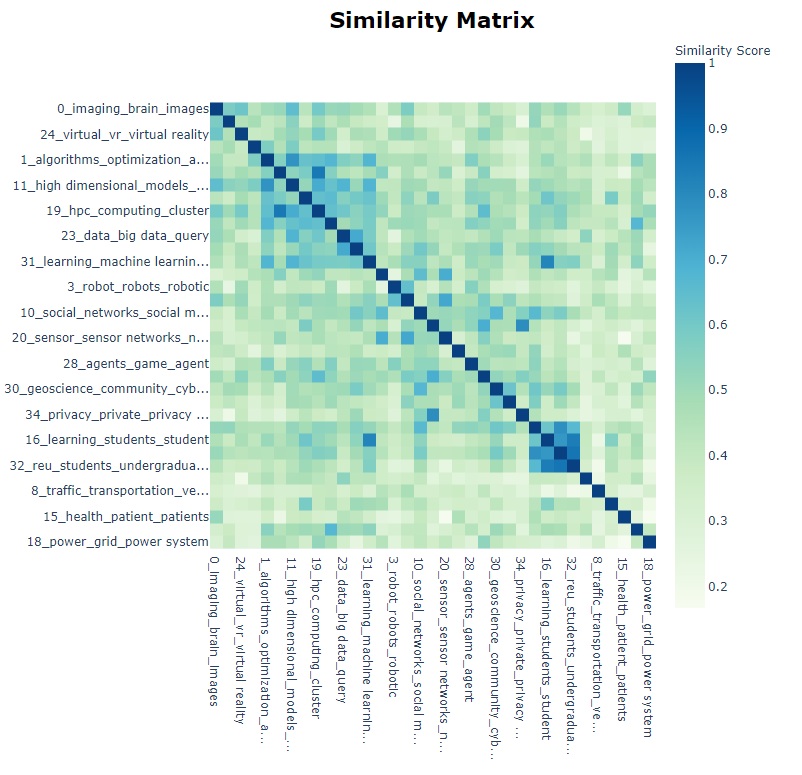 Similarity Matrix
Similarity Score
1
0.9
0.8
0.7
0.6
0.5
0.4
0.3
0.2
0_imaging_brain_images
24_virtual_vr_virtual reality
1_algorithms_optimization_a...
11_high dimensional_models_...
19_hpc_computing_cluster
23_data_big data_query
31_learning_machine learnin...
3_robot_robots_robotic
10_social_networks_social m...
20_sensor_sensor networks_n...
28_agents_game_agent
30_geoscience_community_cyb...
34_privacy_private_privacy ...
16_learning_students_student
32_reu_students_undergradua...
8_traffic_transportation_ve...
15_health_patient_patients
18_power_grid_power system
0_imaging_brain_images
24_virtual_vr_virtual reality
1_algorithms_optimization_a...
11_high dimensional_models_...
19_hpc_computing_cluster
23_data_big data_query
31_learning_machine learnin...
3_robot_robots_robotic
10_social_networks_social m...
20_sensor_sensor networks_n...
28_agents_game_agent
30_geoscience_community_cyb...
34_privacy_private_privacy ...
16_learning_students_student
32_reu_students_undergradua...
8_traffic_transportation_ve...
15_health_patient_patients
18_power_grid_power system